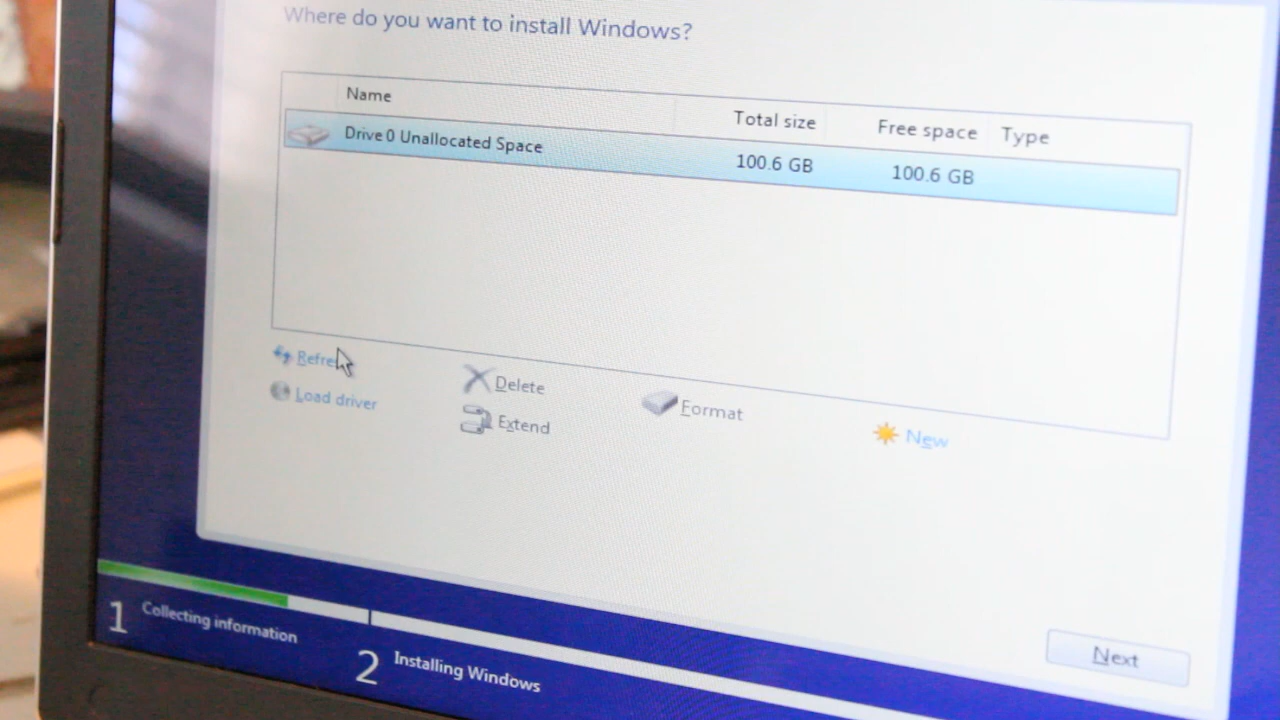 Where do you want to install Windows?
Name Total size Free space Type
Drive 0 Unallocated Space 100.6 GB 100.6 GB
Refre
Delete
Format
New
Load driver
Extend
Next
1 Collecting information
2 Installing Windows